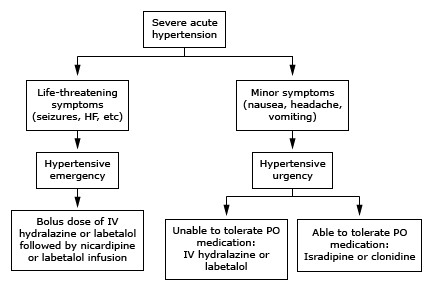 Severe acute
hypertension
Life-threatening
symptoms
(seizures, HF, etc)
Minor symptoms
(nausea, headache,
vomiting)
Hypertensive
emergency
Hypertensive
urgency
Bolus dose of IV
hydralazine or labetalol
followed by nicardipine
or labetalol infusion
Unable to tolerate PO
medication:
IV hydralazine or
labetalol
Able to tolerate PO
medication:
Isradipine or clonidine